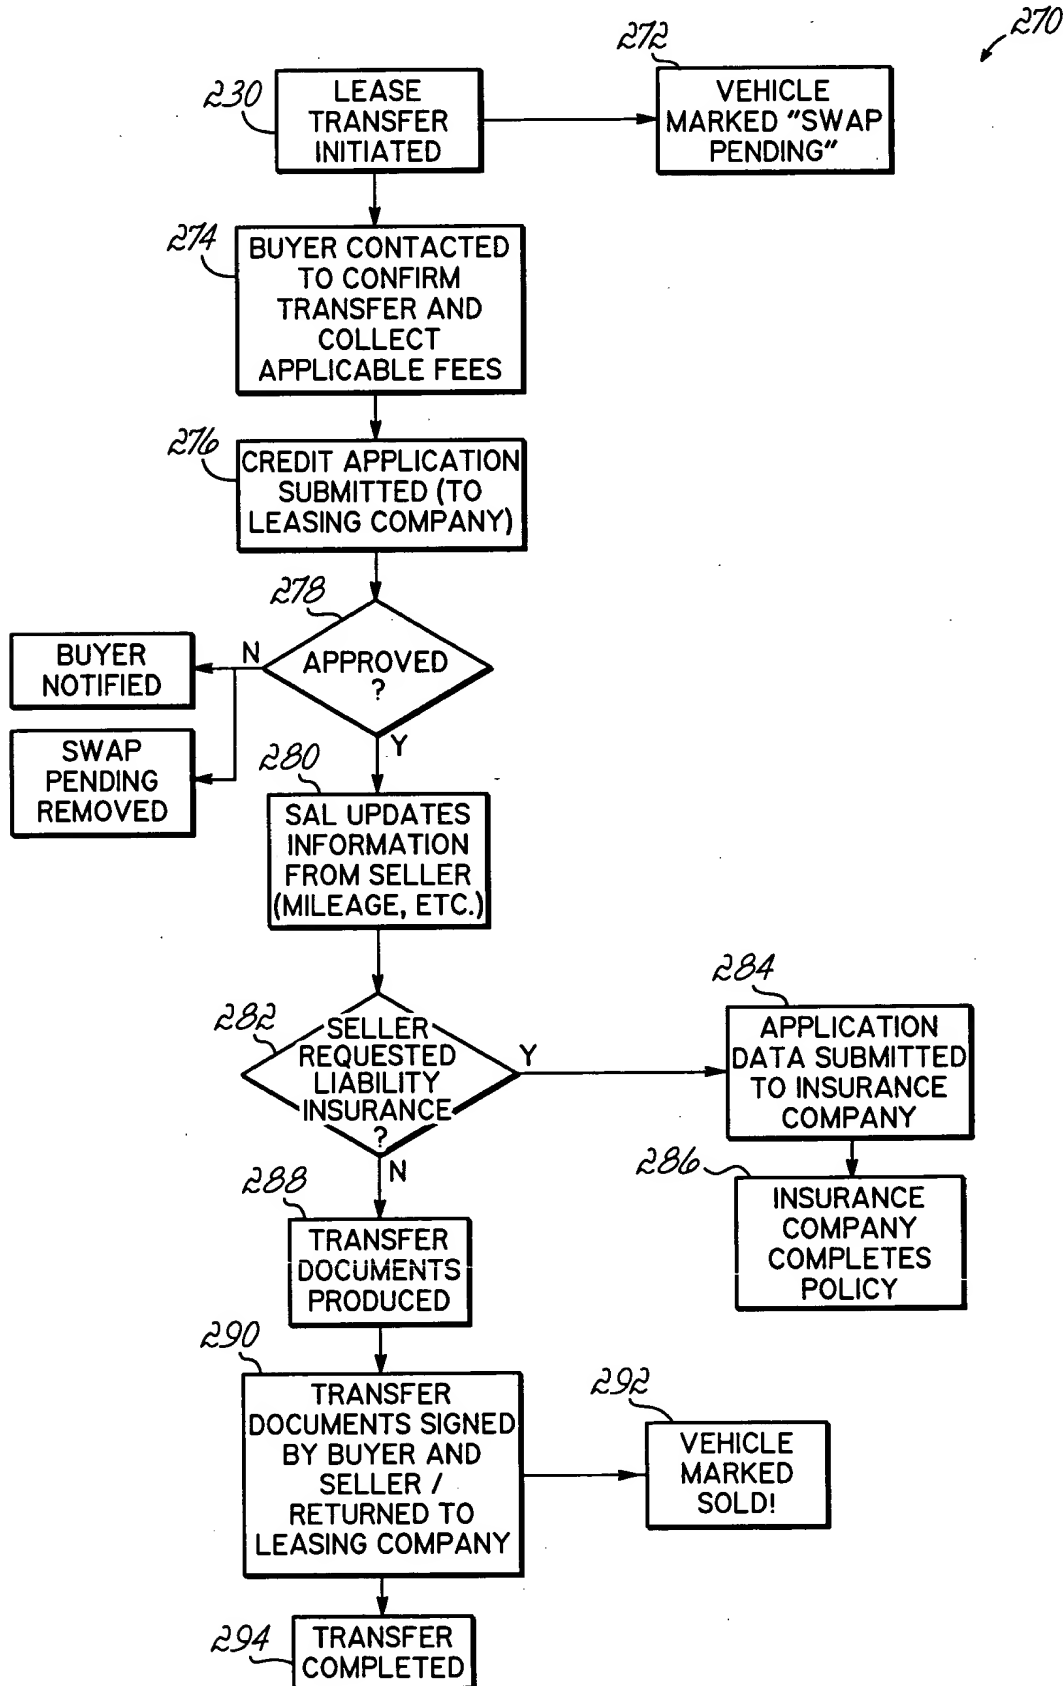 270
230
LEASE
TRANSFER
INITIATED
272
VEHICLE
MARKED "SWAP
PENDING"
274
BUYER CONTACTED
TO CONFIRM
TRANSFER AND
COLLECT
APPLICABLE FEES
276
CREDIT APPLICATION
SUBMITTED (TO
LEASING COMPANY)
278
APPROVED
?
N
BUYER
NOTIFIED
SWAP
PENDING
REMOVED
Y
280
SAL UPDATES
INFORMATION
FROM SELLER
(MILEAGE, ETC.)
282
SELLER
REQUESTED
LIABILITY
INSURANCE
?
Y
284
APPLICATION
DATA SUBMITTED
TO INSURANCE
COMPANY
286
INSURANCE
COMPANY
COMPLETES
POLICY
N
288
TRANSFER
DOCUMENTS
PRODUCED
290
TRANSFER
DOCUMENTS SIGNED
BY BUYER AND
SELLER /
RETURNED TO
LEASING COMPANY
292
VEHICLE
MARKED
SOLD!
294
TRANSFER
COMPLETED